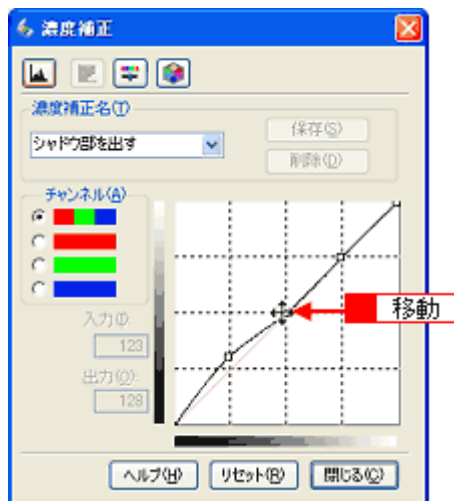 濃度補正
濃度補正名(T)
シャドウ部を出す
保存(S)
削除(D)
チャンネル(A)
入力(I):
123
出力(O):
128
移動
ヘルプ(H)
リセット(R)
閉じる(C)